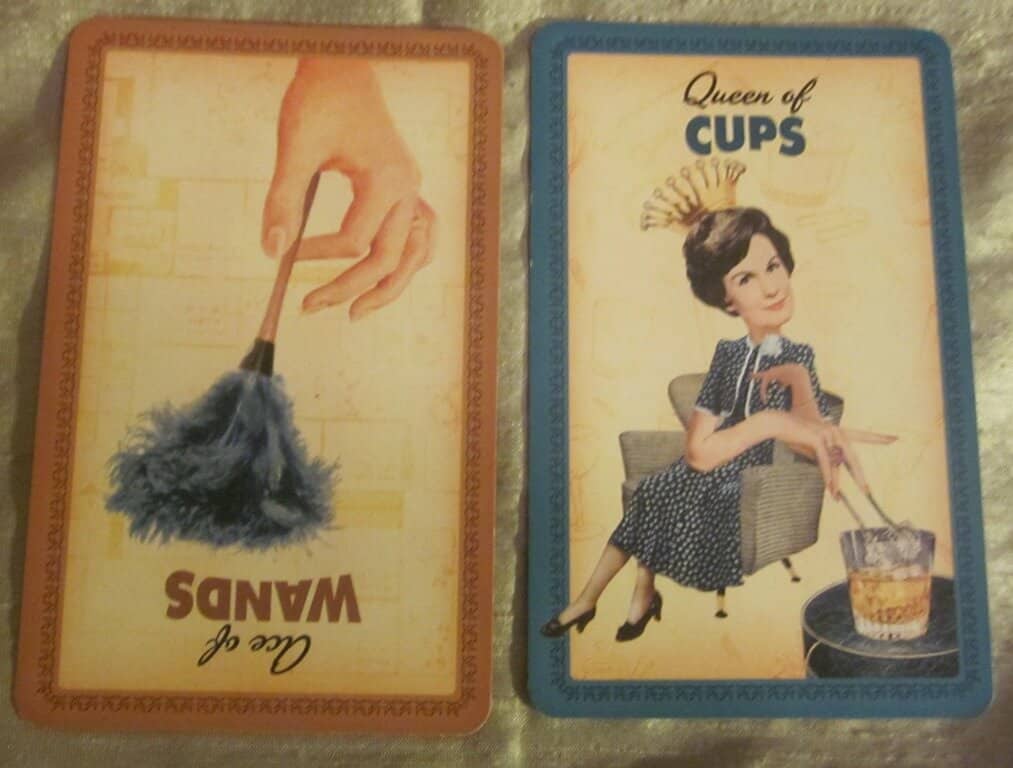 Ace of
WANDS
Queen of
CUPS